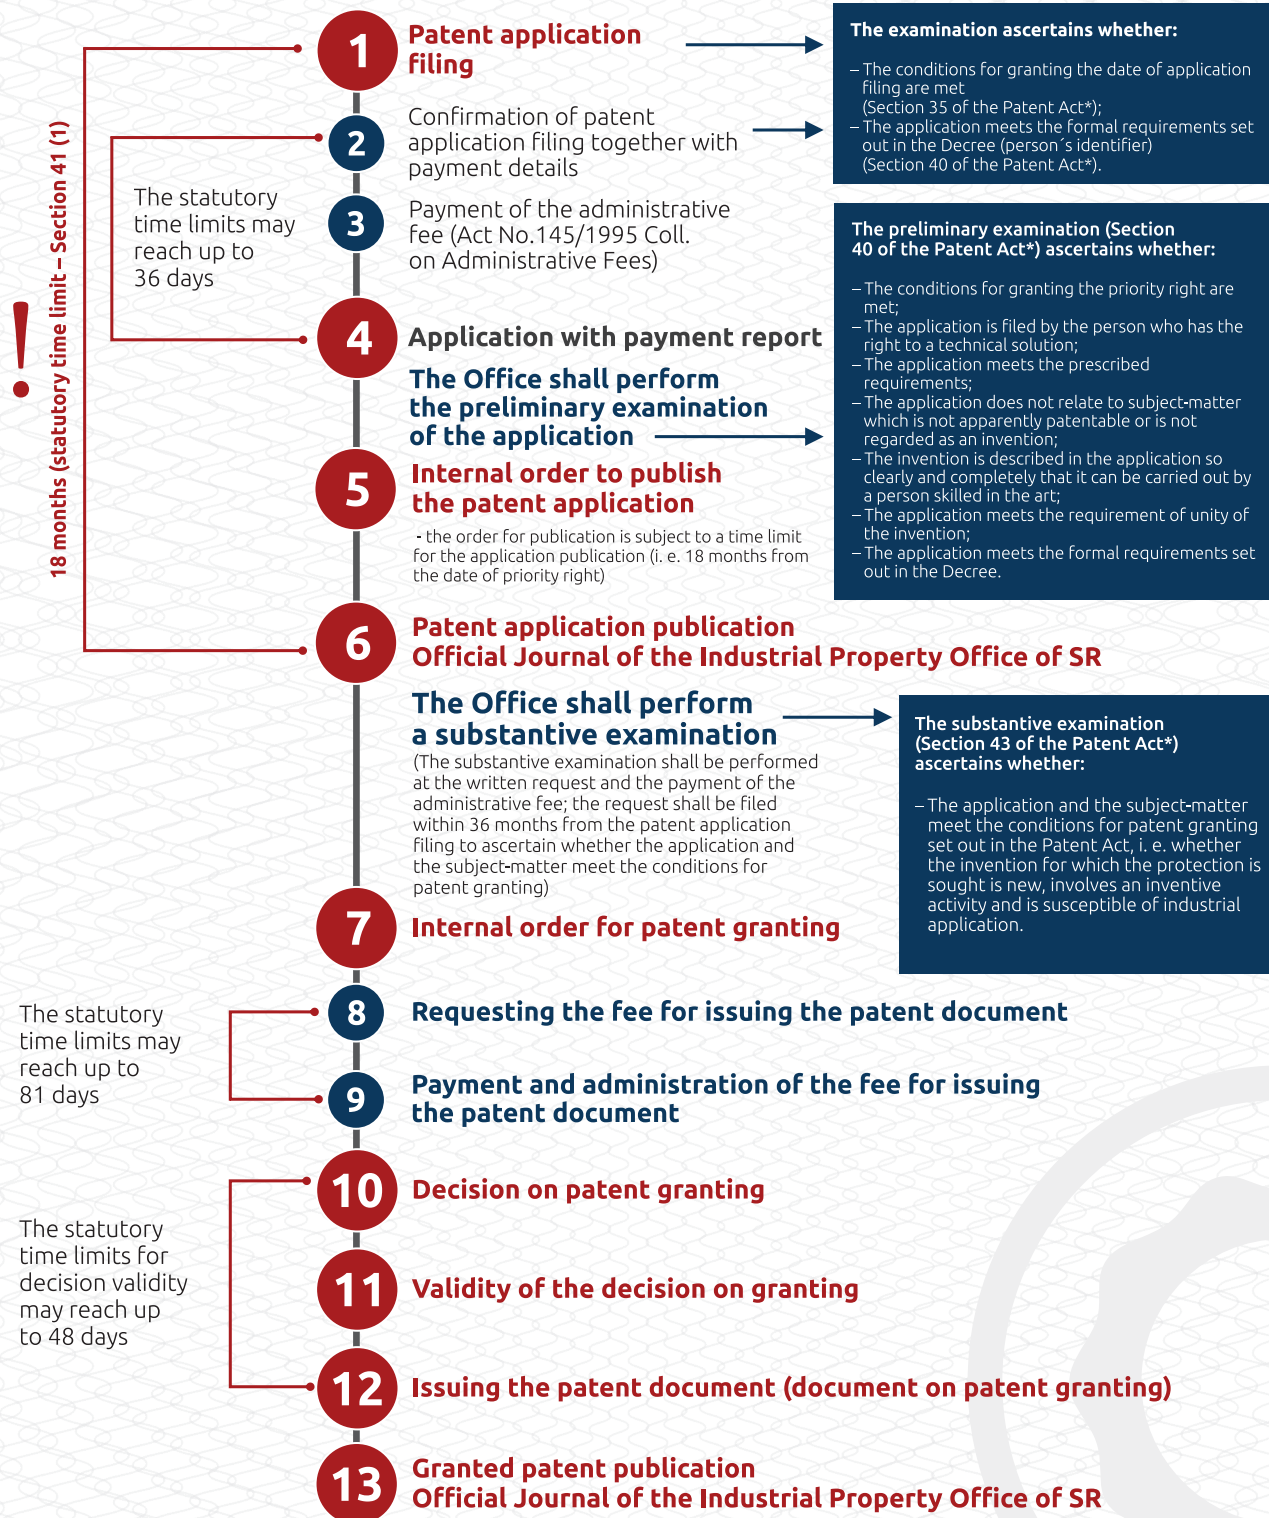 1
Patent application
filing
The examination ascertains whether:
– The conditions for granting the date of application
filing are met
(Section 35 of the Patent Act*);
– The application meets the formal requirements set
out in the Decree (person´s identifier)
(Section 40 of the Patent Act*).
18 months (statutory time limit – Section 41 (1)
!
The statutory
time limits may
reach up to
36 days
2
Confirmation of patent
application filing together with
payment details
3
Payment of the administrative
fee (Act No.145/1995 Coll.
on Administrative Fees)
4
Application with payment report
The Office shall perform
the preliminary examination
of the application
The preliminary examination (Section
40 of the Patent Act*) ascertains whether:
– The conditions for granting the priority right are
met;
– The application is filed by the person who has the
right to a technical solution;
– The application meets the prescribed
requirements;
– The application does not relate to subject-matter
which is not apparently patentable or is not
regarded as an invention;
– The invention is described in the application so
clearly and completely that it can be carried out by
a person skilled in the art;
– The application meets the requirement of unity of
the invention;
– The application meets the formal requirements set
out in the Decree.
5
Internal order to publish
the patent application
- the order for publication is subject to a time limit
for the application publication (i. e. 18 months from
the date of priority right)
6
Patent application publication
Official Journal of the Industrial Property Office of SR
The Office shall perform
a substantive examination
(The substantive examination shall be performed
at the written request and the payment of the
administrative fee; the request shall be filed
within 36 months from the patent application
filing to ascertain whether the application and
the subject-matter meet the conditions for
patent granting)
The substantive examination
(Section 43 of the Patent Act*)
ascertains whether:
– The application and the subject-matter
meet the conditions for patent granting
set out in the Patent Act, i. e. whether
the invention for which the protection is
sought is new, involves an inventive
activity and is susceptible of industrial
application.
7
Internal order for patent granting
The statutory
time limits may
reach up to
81 days
8
Requesting the fee for issuing the patent document
9
Payment and administration of the fee for issuing
the patent document
The statutory
time limits for
decision validity
may reach up
to 48 days
10
Decision on patent granting
11
Validity of the decision on granting
12
Issuing the patent document (document on patent granting)
13
Granted patent publication
Official Journal of the Industrial Property Office of SR